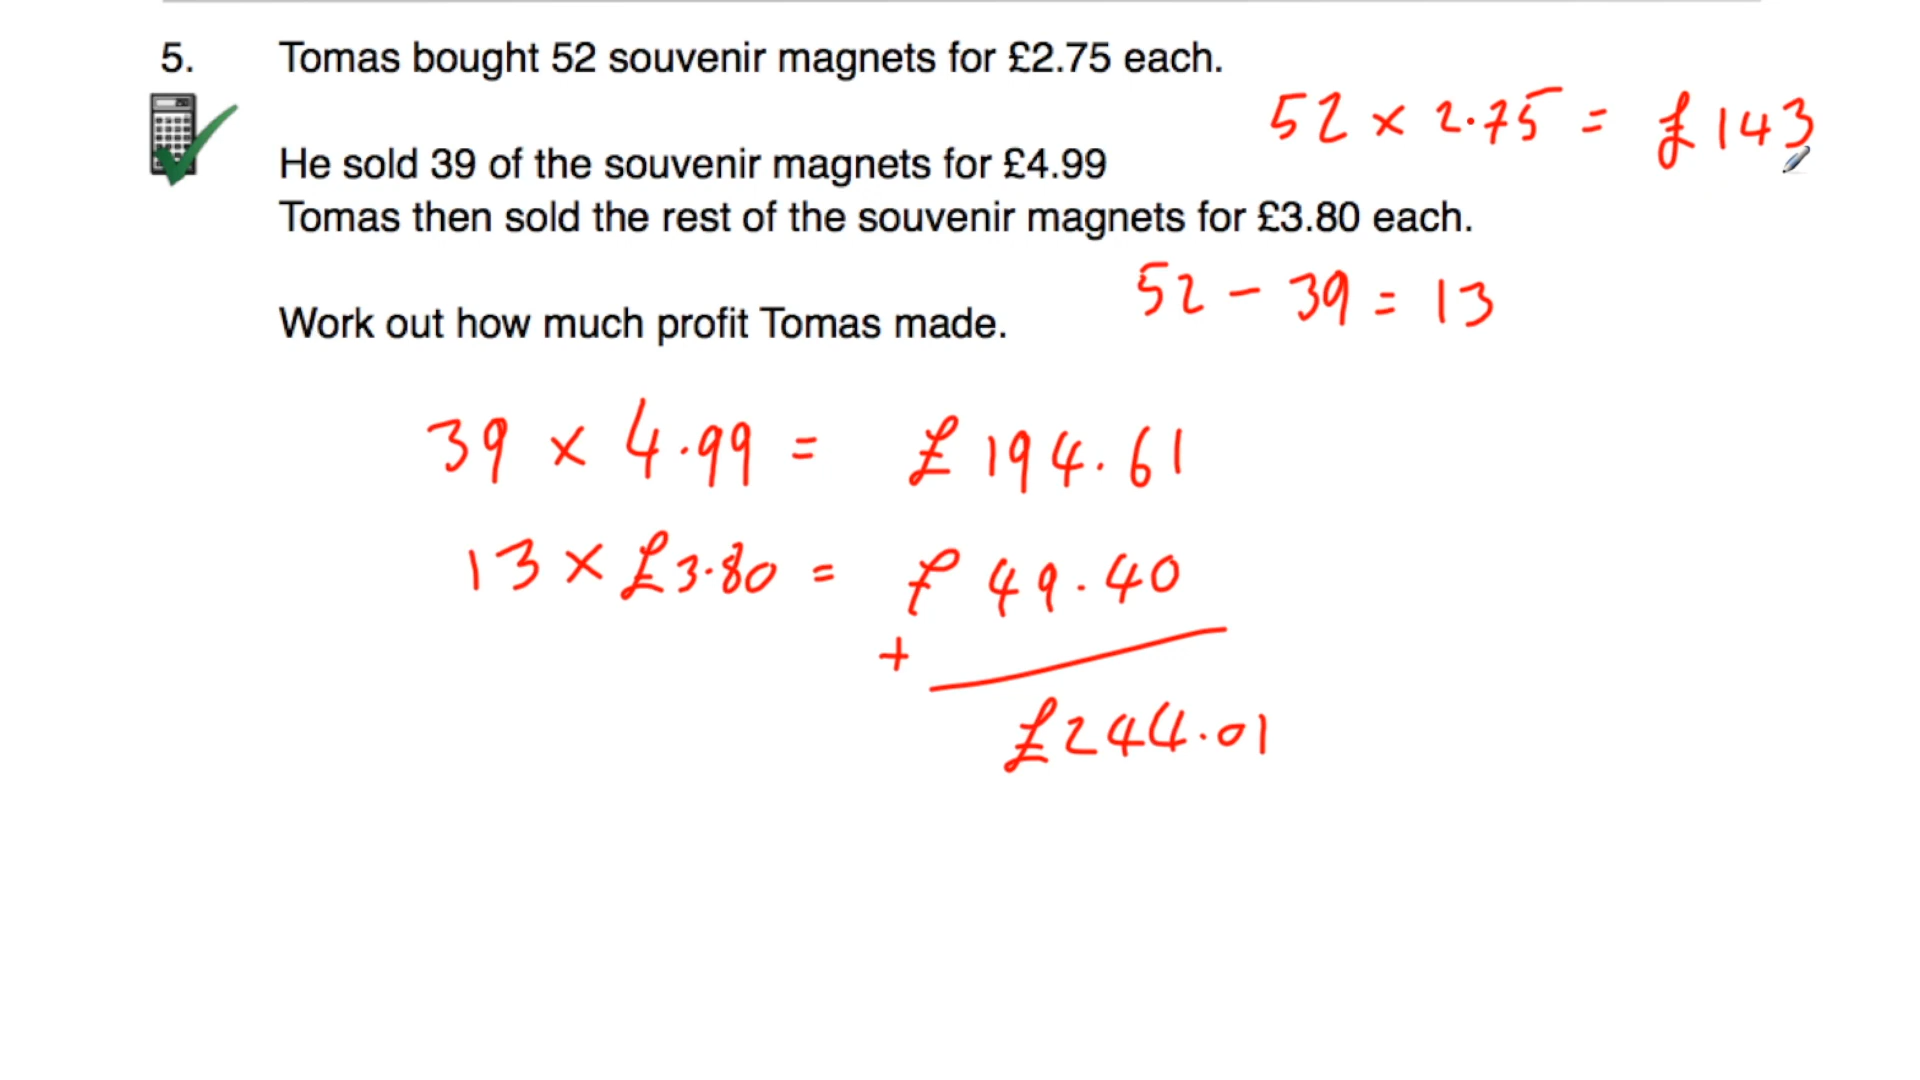 5. Tomas bought 52 souvenir magnets for £2.75 each.
52 × 2.75 = £143
He sold 39 of the souvenir magnets for £4.99
Tomas then sold the rest of the souvenir magnets for £3.80 each.
52 - 39 = 13
Work out how much profit Tomas made.
39 × 4.99 = £194.61
13 × £3.80 = £49.40
+
£244.01